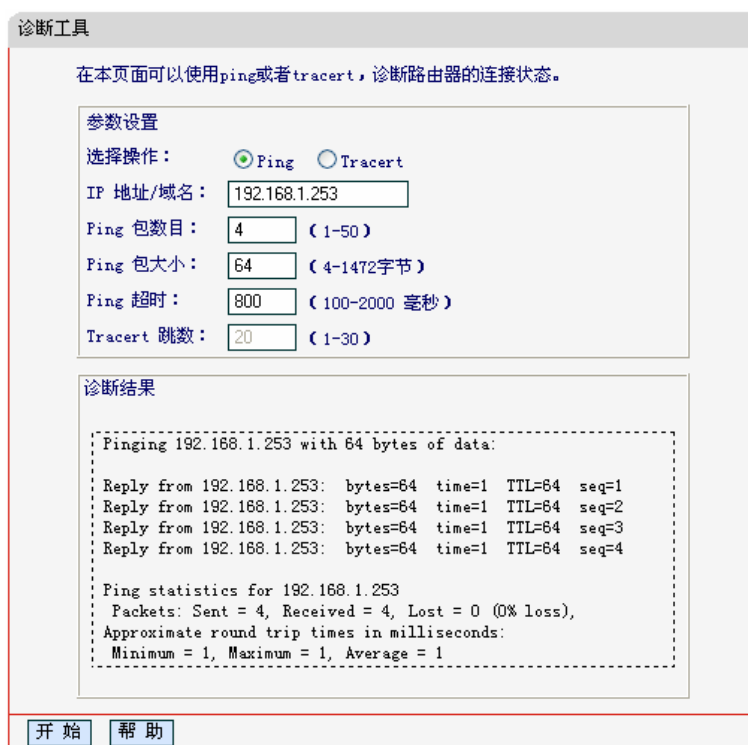 诊断工具
在本页面可以使用ping或者tracert，诊断路由器的连接状态。
参数设置
选择操作： Ping Tracert
IP 地址/域名： 192.168.1.253
Ping 包数目： 4 (1-50)
Ping 包大小： 64 (4-1472字节)
Ping 超时： 800 (100-2000 毫秒)
Tracert 跳数： 20 (1-30)
诊断结果
Pinging 192.168.1.253 with 64 bytes of data:
Reply from 192.168.1.253: bytes=64 time=1 TTL=64 seq=1
Reply from 192.168.1.253: bytes=64 time=1 TTL=64 seq=2
Reply from 192.168.1.253: bytes=64 time=1 TTL=64 seq=3
Reply from 192.168.1.253: bytes=64 time=1 TTL=64 seq=4
Ping statistics for 192.168.1.253
Packets: Sent = 4, Received = 4, Lost = 0 (0% loss),
Approximate round trip times in milliseconds:
Minimum = 1, Maximum = 1, Average = 1
开 始 帮 助